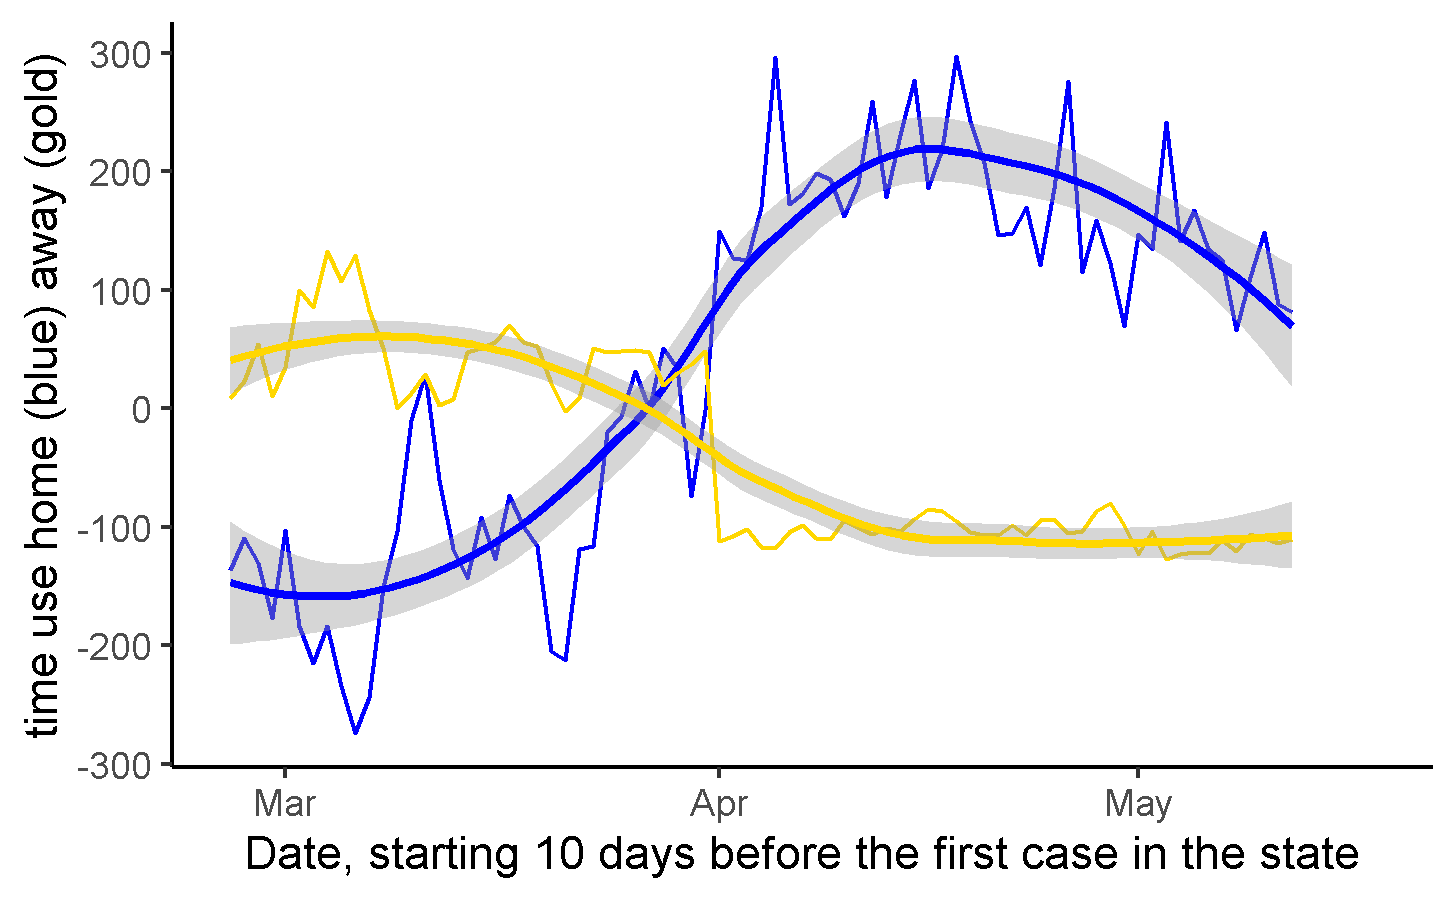 time use home (blue) away (gold)
300
200
100
0
-100
-200
-300
Mar
Apr
May
Date, starting 10 days before the first case in the state